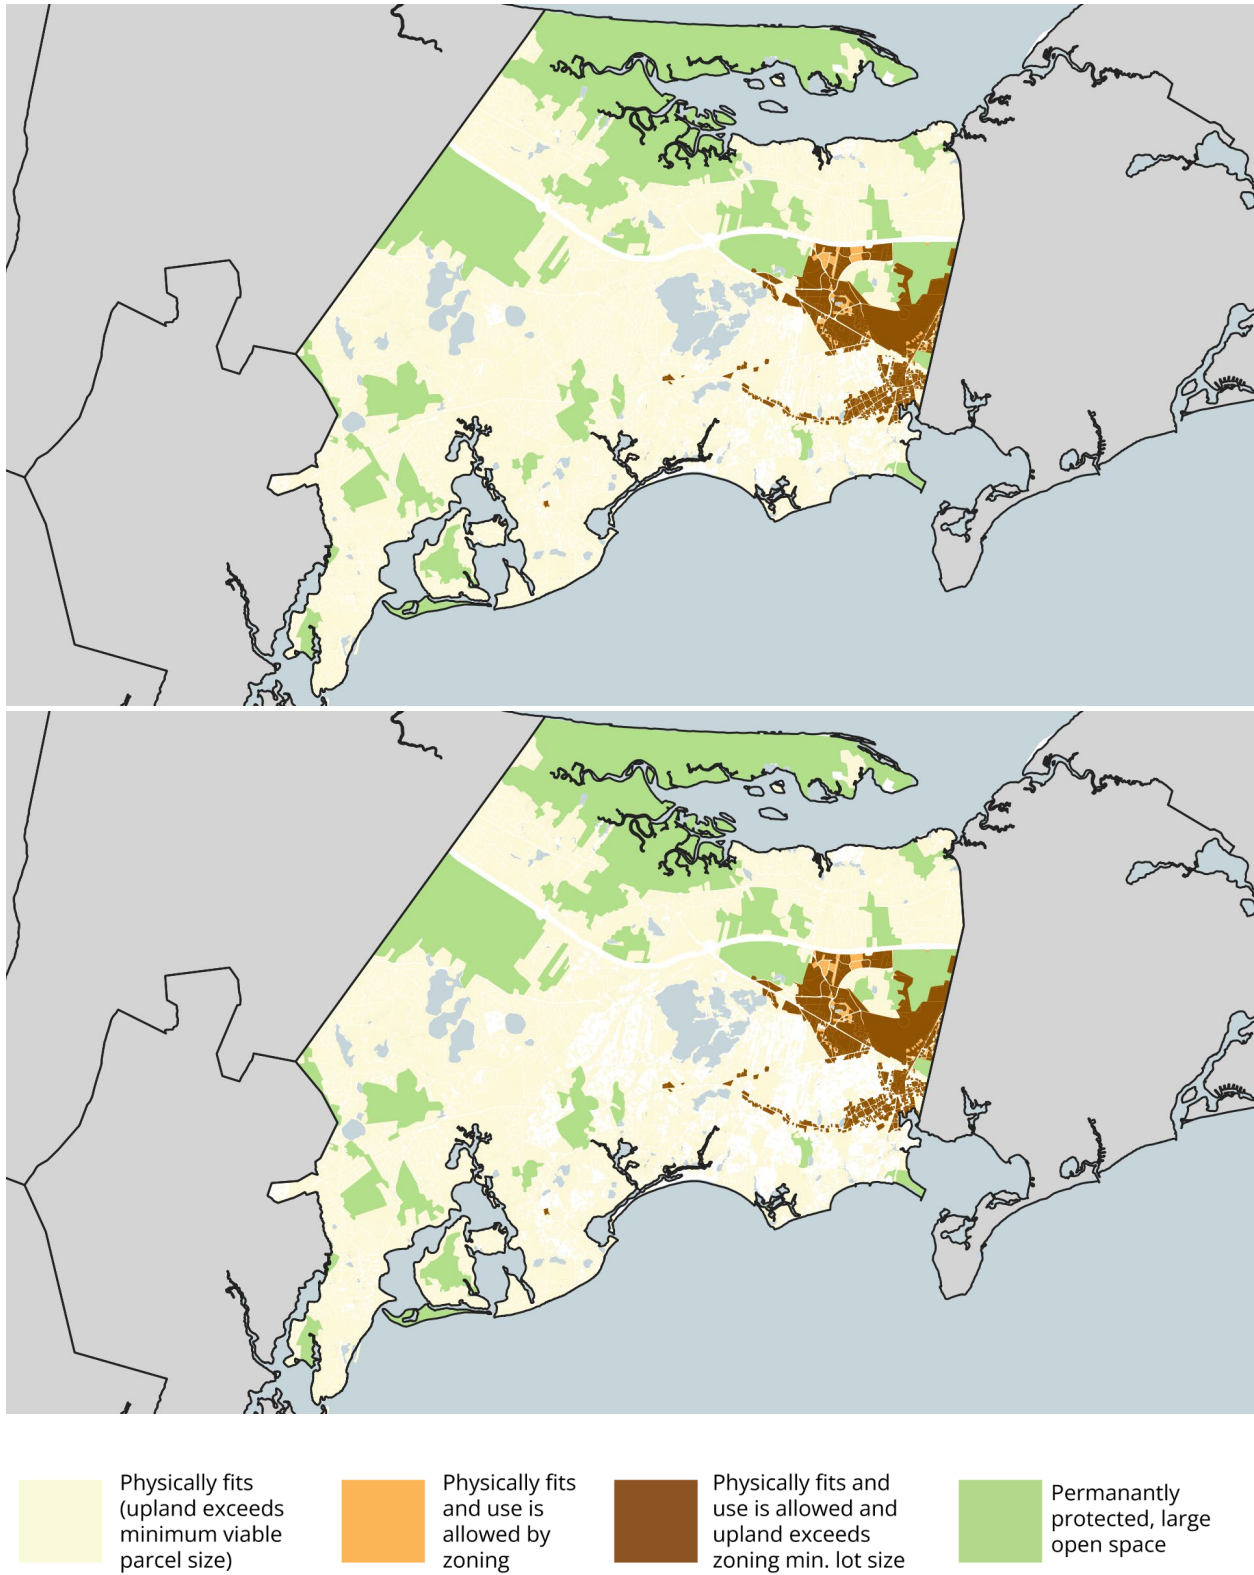 Physically fits
(upland exceeds
minimum viable
parcel size)
Physically fits
and use is
allowed by
zoning
Physically fits and
use is allowed and
upland exceeds
zoning min. lot size
Permanantly
protected, large
open space